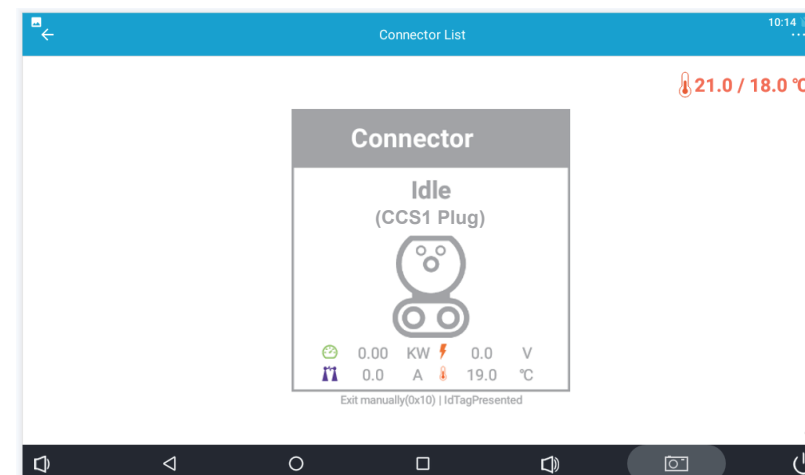 10:14
Connector List
21.0 / 18.0 °C
Connector
Idle
(CCS1 Plug)
0.00 KW 0.0 V
0.0 A 19.0 °C
Exit manually(0x10) | IdTagPresented